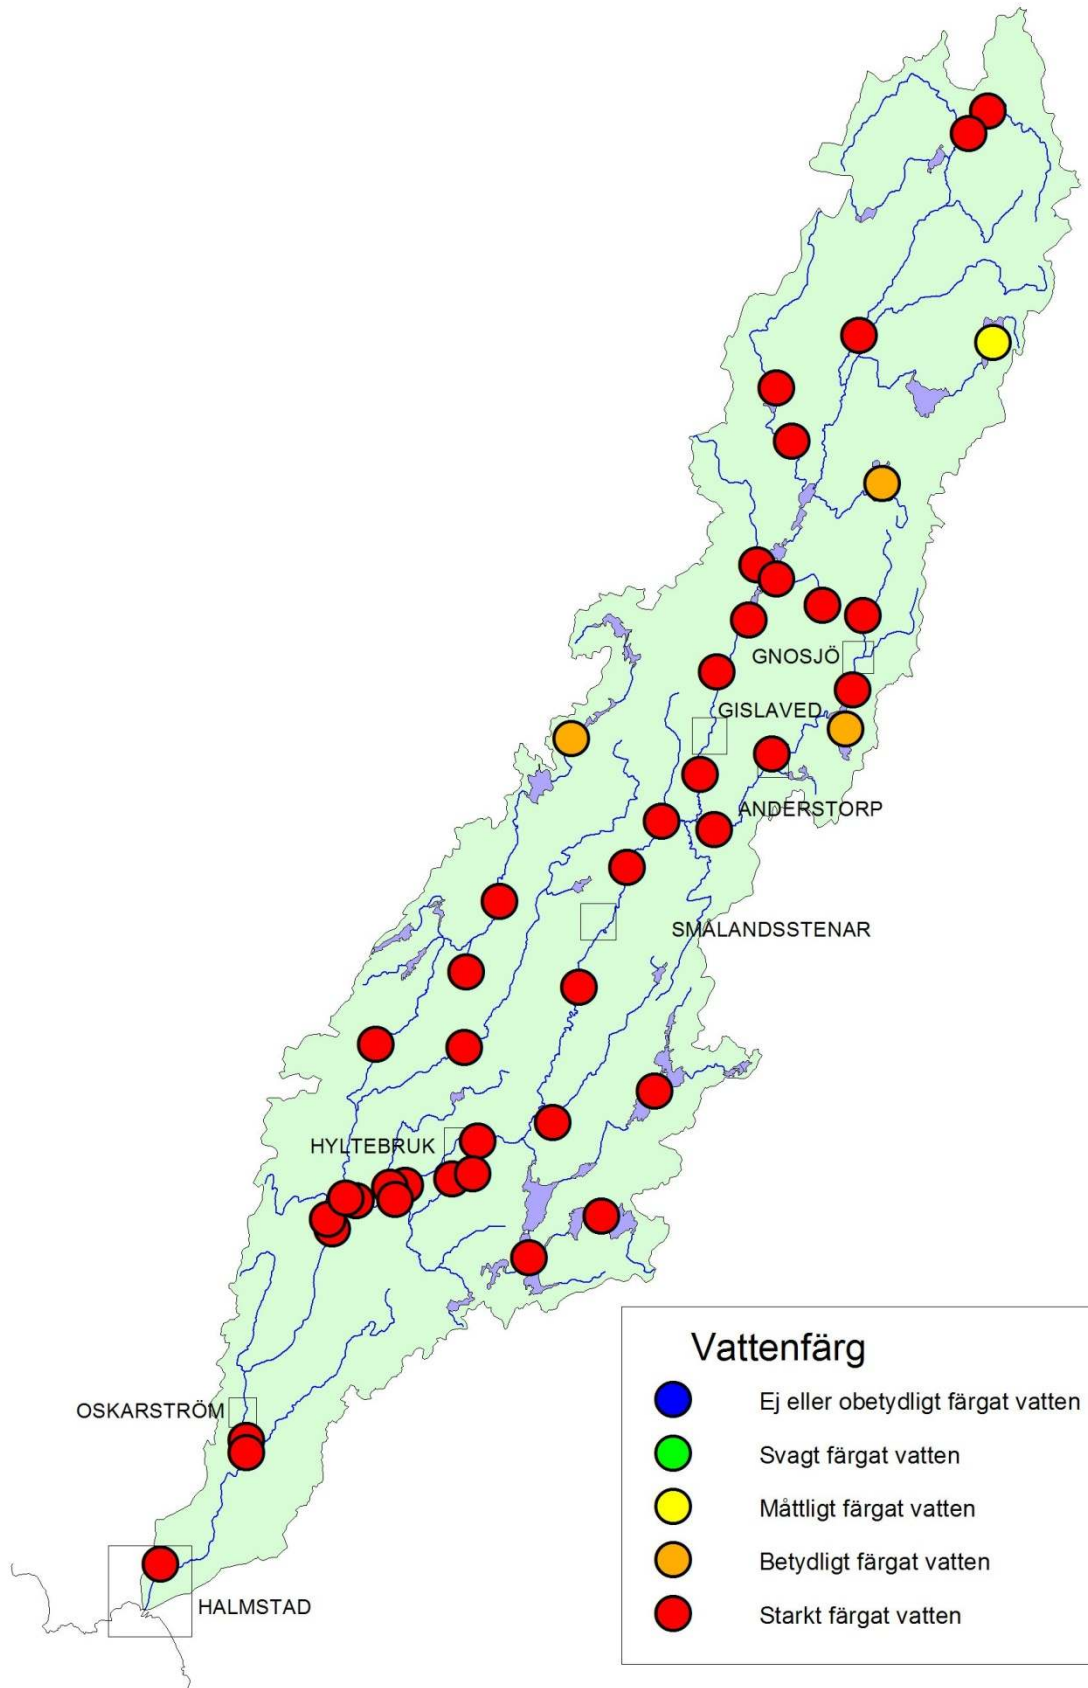 GNOSJÖ
GISLAVED
ANDERSTORP
SMÅLANDSSTENAR
HYLTEBRUK
OSKARSTRÖM
HALMSTAD
Vattenfärg
Ej eller obetydligt färgat vatten
Svagt färgat vatten
Måttligt färgat vatten
Betydligt färgat vatten
Starkt färgat vatten